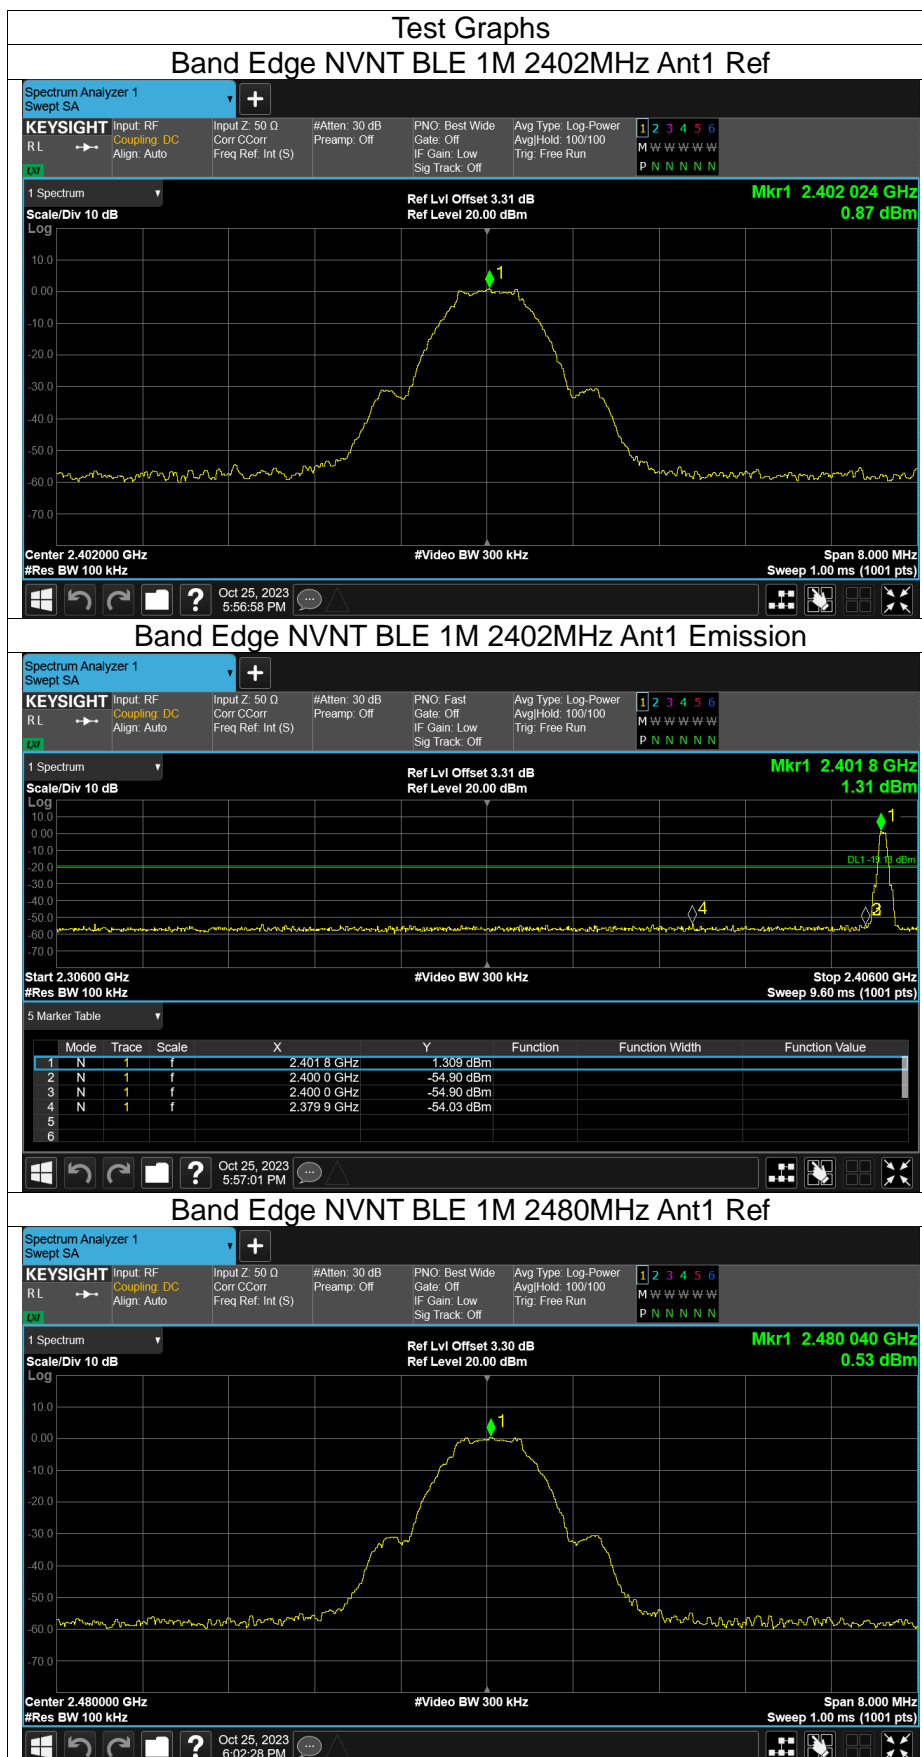 Test Graphs
Band Edge NVNT BLE 1M 2402MHz Ant1 Ref
Spectrum Analyzer 1
Swept SA
KEYSIGHT Input: RF Input Z: 50 Ω #Atten: 30 dB PNO: Best Wide Avg Type: Log-Power 1 2 3 4 5 6
RL Coupling: DC Corr CCorr Preamp: Off Gate: Off Avg|Hold: 100/100 M W W W W W
Align: Auto Freq Ref: Int (S) IF Gain: Low Trig: Free Run
LXI Sig Track: Off P N N N N N
1 Spectrum Ref Lvl Offset 3.31 dB Mkr1 2.402 024 GHz
Scale/Div 10 dB Ref Level 20.00 dBm 0.87 dBm
Log
1
10.0
0.00
-10.0
-20.0
-30.0
-40.0
-50.0
-60.0
-70.0
Center 2.402000 GHz #Video BW 300 kHz Span 8.000 MHz
#Res BW 100 kHz Sweep 1.00 ms (1001 pts)
? Oct 25, 2023
5:56:58 PM
Band Edge NVNT BLE 1M 2402MHz Ant1 Emission
Spectrum Analyzer 1
Swept SA
KEYSIGHT Input: RF Input Z: 50 Ω #Atten: 30 dB PNO: Fast Avg Type: Log-Power 1 2 3 4 5 6
RL Coupling: DC Corr CCorr Preamp: Off Gate: Off Avg|Hold: 100/100 M W W W W W
Align: Auto Freq Ref: Int (S) IF Gain: Low Trig: Free Run
LXI Sig Track: Off P N N N N N
1 Spectrum Ref Lvl Offset 3.31 dB Mkr1 2.401 8 GHz
Scale/Div 10 dB Ref Level 20.00 dBm 1.31 dBm
Log
10.0 1
0.00
-10.0 DL1 -19.13 dBm
-20.0
-30.0
-40.0
-50.0 4
-60.0
-70.0
Start 2.30600 GHz #Video BW 300 kHz Stop 2.40600 GHz
#Res BW 100 kHz Sweep 9.60 ms (1001 pts)
5 Marker Table
Mode Trace Scale X Y Function Function Width Function Value
1 N 1 f 2.401 8 GHz 1.309 dBm
2 N 1 f 2.400 0 GHz -54.90 dBm
3 N 1 f 2.400 0 GHz -54.90 dBm
4 N 1 f 2.379 9 GHz -54.03 dBm
5
6
? Oct 25, 2023
5:57:01 PM
Band Edge NVNT BLE 1M 2480MHz Ant1 Ref
Spectrum Analyzer 1
Swept SA
KEYSIGHT Input: RF Input Z: 50 Ω #Atten: 30 dB PNO: Best Wide Avg Type: Log-Power 1 2 3 4 5 6
RL Coupling: DC Corr CCorr Preamp: Off Gate: Off Avg|Hold: 100/100 M W W W W W
Align: Auto Freq Ref: Int (S) IF Gain: Low Trig: Free Run
LXI Sig Track: Off P N N N N N
1 Spectrum Ref Lvl Offset 3.30 dB Mkr1 2.480 040 GHz
Scale/Div 10 dB Ref Level 20.00 dBm 0.53 dBm
Log
10.0
1
0.00
-10.0
-20.0
-30.0
-40.0
-50.0
-60.0
-70.0
Center 2.480000 GHz #Video BW 300 kHz Span 8.000 MHz
#Res BW 100 kHz Sweep 1.00 ms (1001 pts)
? Oct 25, 2023
6:02:28 PM